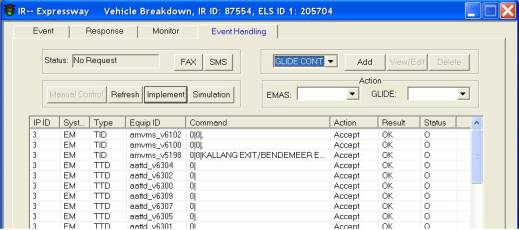 IR-- Expressway Vehicle Breakdown, IR ID: 87554, ELS ID 1: 205704
Event Response Monitor Event Handling
Status: No Request FAX SMS GLIDE CONT Add View/Edit Delete
Action
Manual Control Refresh Implement Simulation EMAS: GLIDE:
IP ID Syst... Type Equip ID Command Action Result Status
3 EM TID amvms_v6102 0|0|, Accept OK O
3 EM TID amvms_v6100 0|0|, Accept OK O
3 EM TID amvms_v5198 0|0|KALLANG EXIT/BENDEMEER E... Accept OK O
3 EM TTD aattd_v6304 0| Accept OK O
3 EM TTD aattd_v6302 0| Accept OK O
3 EM TTD aattd_v6300 0| Accept OK O
3 EM TTD aattd_v6309 0| Accept OK O
3 EM TTD aattd_v6307 0| Accept OK O
3 EM TTD aattd_v6305 0| Accept OK O
3 EM TTD aattd_v6301 0| Accept OK O